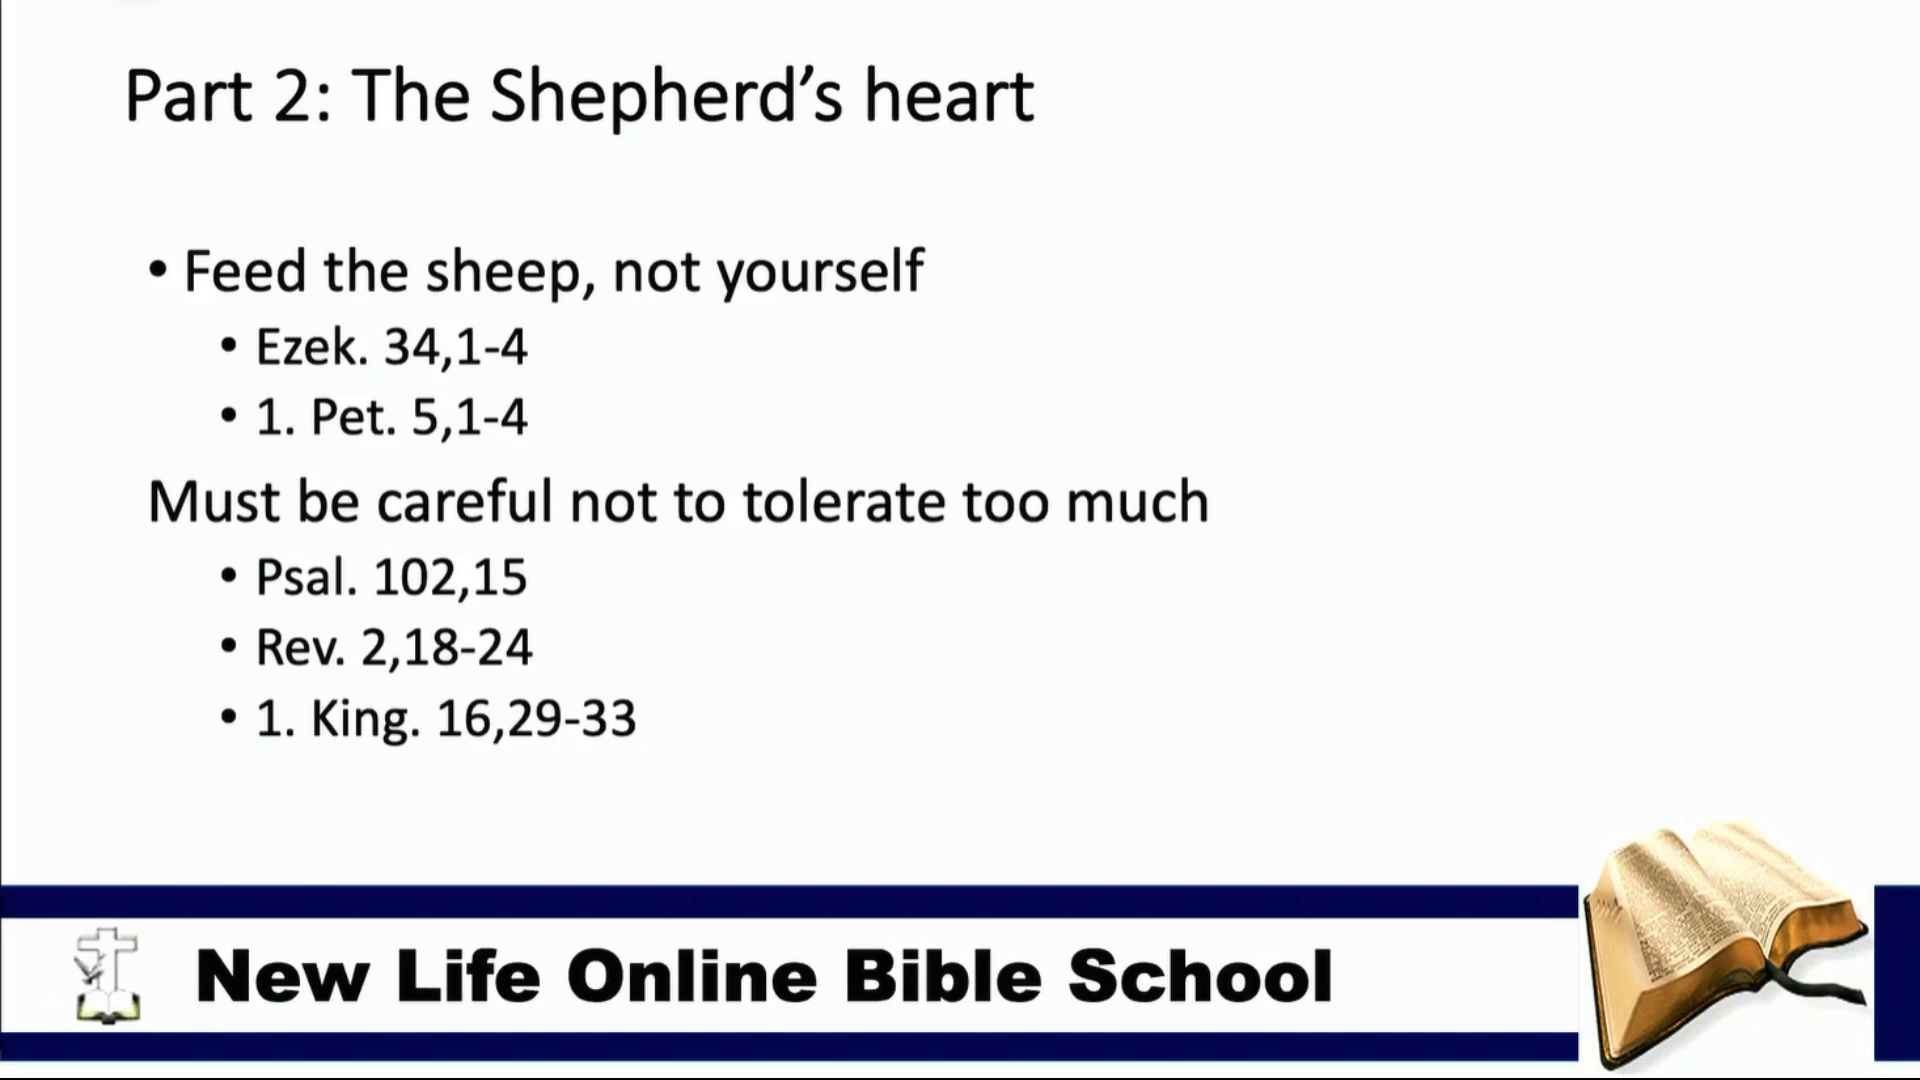 Part 2: The Shepherd’s heart
• Feed the sheep, not yourself
• Ezek. 34,1-4
• 1. Pet. 5,1-4
Must be careful not to tolerate too much
• Psal. 102,15
• Rev. 2,18-24
• 1. King. 16,29-33
New Life Online Bible School